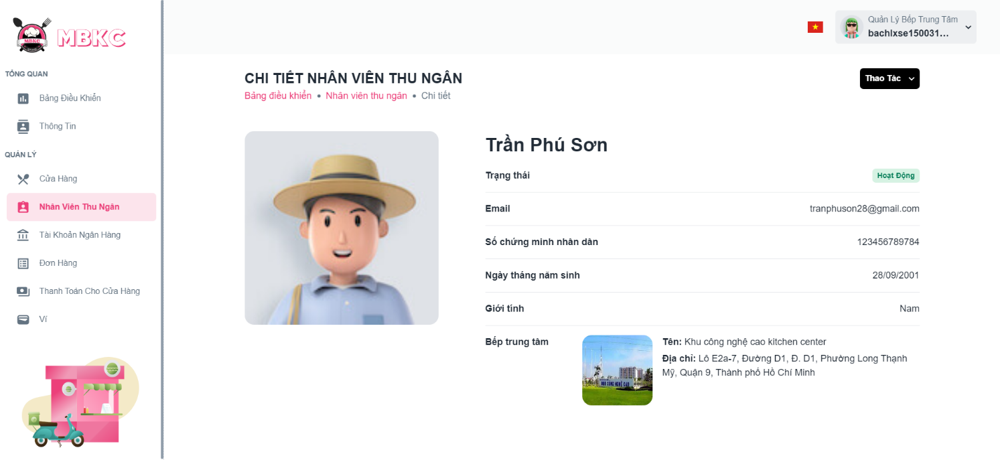 MBKC
MBKC
TỔNG QUAN
Bảng Điều Khiển
Thông Tin
QUẢN LÝ
Cửa Hàng
Nhân Viên Thu Ngân
Tài Khoản Ngân Hàng
Đơn Hàng
Thanh Toán Cho Cửa Hàng
Ví
Quản Lý Bếp Trung Tâm
bachlxse150031...
CHI TIẾT NHÂN VIÊN THU NGÂN
Thao Tác
Bảng điều khiển • Nhân viên thu ngân • Chi tiết
Trần Phú Sơn
Trạng thái
Hoạt Động
Email
tranphuson28@gmail.com
Số chứng minh nhân dân
123456789784
Ngày tháng năm sinh
28/09/2001
Giới tính
Nam
Bếp trung tâm
Tên: Khu công nghệ cao kitchen center
Địa chỉ: Lô E2a-7, Đường D1, Đ. D1, Phường Long Thạnh
Mỹ, Quận 9, Thành phố Hồ Chí Minh